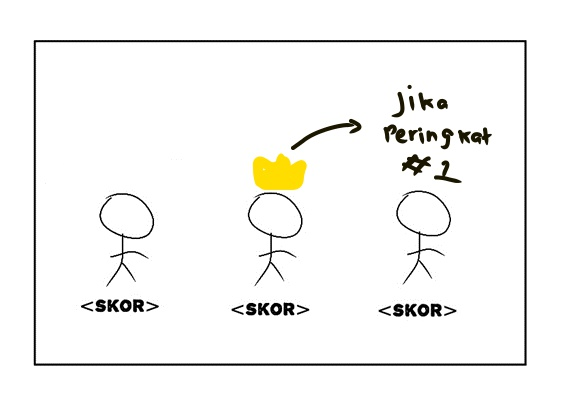 Jika
Peringkat
# 1
<SKOR>
<SKOR>
<SKOR>